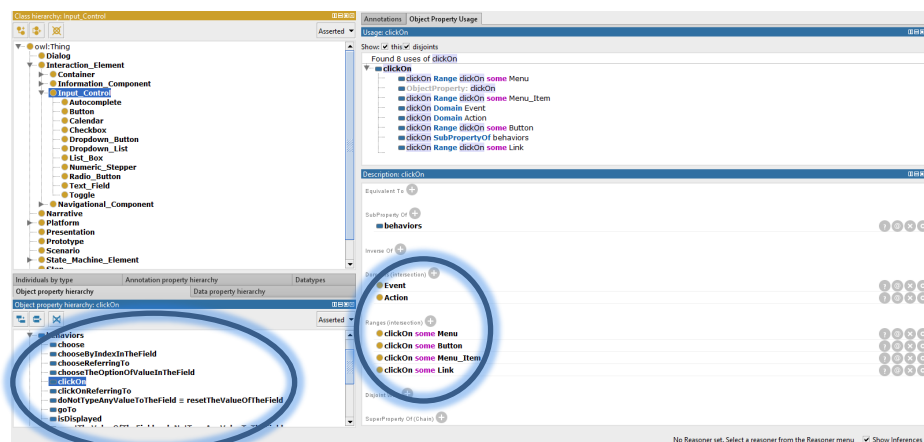 Class hierarchy: Input_Control
Asserted
owl:Thing
Dialog
Interaction_Element
Container
Information_Component
Input_Control
Autocomplete
Button
Calendar
Checkbox
Dropdown_Button
Dropdown_List
List_Box
Numeric_Stepper
Radio_Button
Text_Field
Toggle
Navigational_Component
Narrative
Platform
Presentation
Prototype
Scenario
State_Machine_Element
Individuals by type
Annotation property hierarchy
Datatypes
Object property hierarchy
Data property hierarchy
Object property hierarchy: clickOn
Asserted
behaviors
choose
chooseByIndexInTheField
chooseReferringTo
chooseTheOptionOfValueInTheField
clickOn
clickOnReferringTo
doNotTypeAnyValueToTheField ≡ resetTheValueOfTheField
goTo
isDisplayed
Annotations
Object Property Usage
Usage: clickOn
Show: this disjoints
Found 8 uses of clickOn
clickOn
clickOn Range clickOn some Menu
ObjectProperty: clickOn
clickOn Range clickOn some Menu_Item
clickOn Domain Event
clickOn Domain Action
clickOn Range clickOn some Button
clickOn SubPropertyOf behaviors
clickOn Range clickOn some Link
Description: clickOn
Equivalent To
SubProperty Of
behaviors
Inverse Of
(intersection)
Event
Action
Ranges (intersection)
clickOn some Menu
clickOn some Button
clickOn some Menu_Item
clickOn some Link
Disjoint
SuperProperty Of (Chain)
No Reasoner set. Select a reasoner from the Reasoner menu
Show Inferences